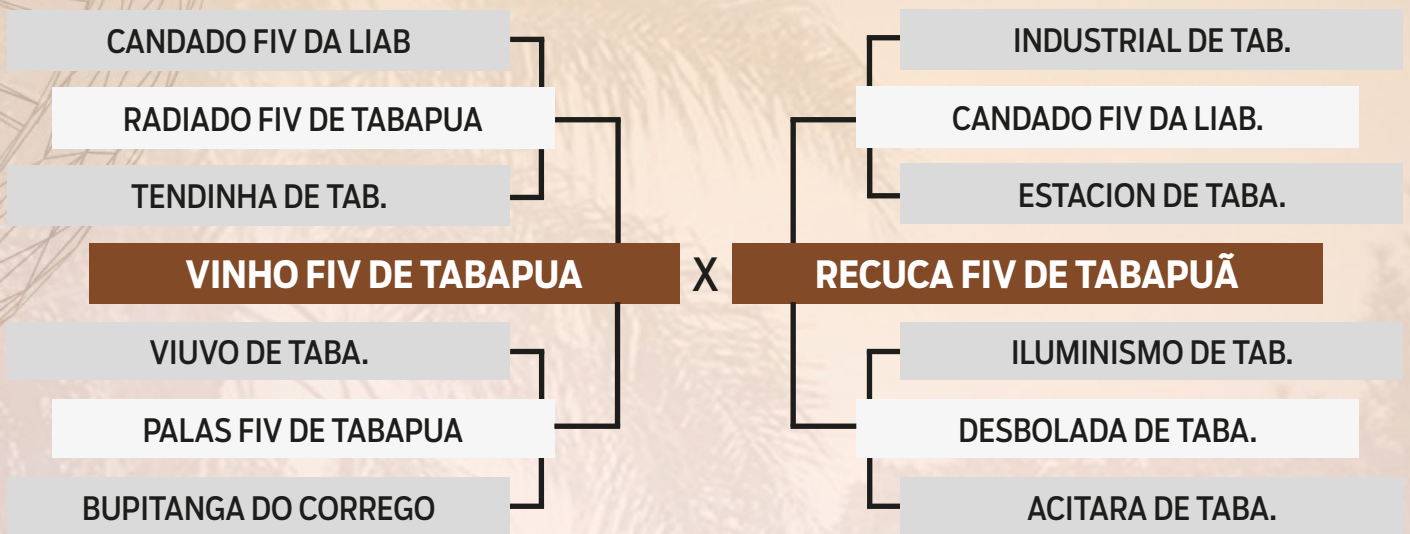 CANDADO FIV DA LIAB
RADIADO FIV DE TABAPUA
TENDINHA DE TAB.
VINHO FIV DE TABAPUA
VIUVO DE TABA.
PALAS FIV DE TABAPUA
BUPITANGA DO CORREGO
X
INDUSTRIAL DE TAB.
CANDADO FIV DA LIAB.
ESTACION DE TABA.
RECUCA FIV DE TABAPUÃ
ILUMINISMO DE TAB.
DESBOLADA DE TABA.
ACITARA DE TABA.